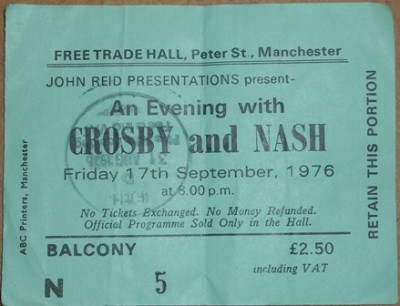 FREE TRADE HALL, Peter St., Manchester
JOHN REID PRESENTATIONS present-
An Evening with
CROSBY and NASH
Friday 17th September, 1976
at 8.00 p.m.
No Tickets Exchanged. No Money Refunded.
Official Programme Sold Only in the Hall.
BALCONY £2.50
including VAT
N 5
ABC Printers, Manchester
RETAIN THIS PORTION